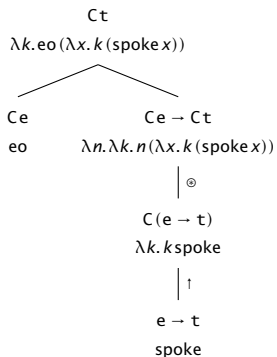 Ct
λk.eo(λx.k(spoke x))
Ce Ce → Ct
eo λn.λk.n(λx.k(spoke x))
⊛
C(e → t)
λk.k spoke
↑
e → t
spoke